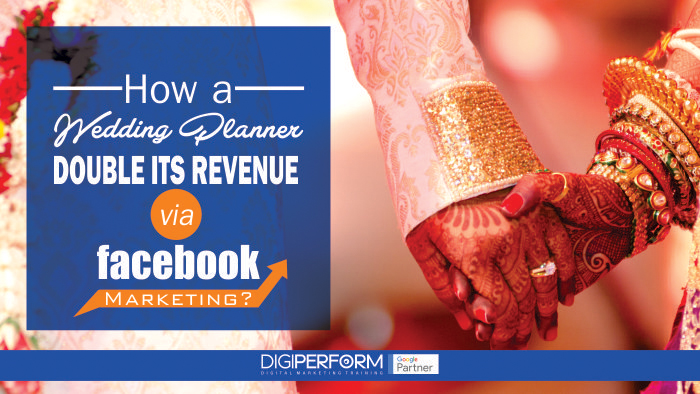 How a
Wedding Planner
DOUBLE ITS REVENUE
via
facebook
MARKETING?
DIGIPERFORM
DIGITAL MARKETING TRAINING
Google
Partner